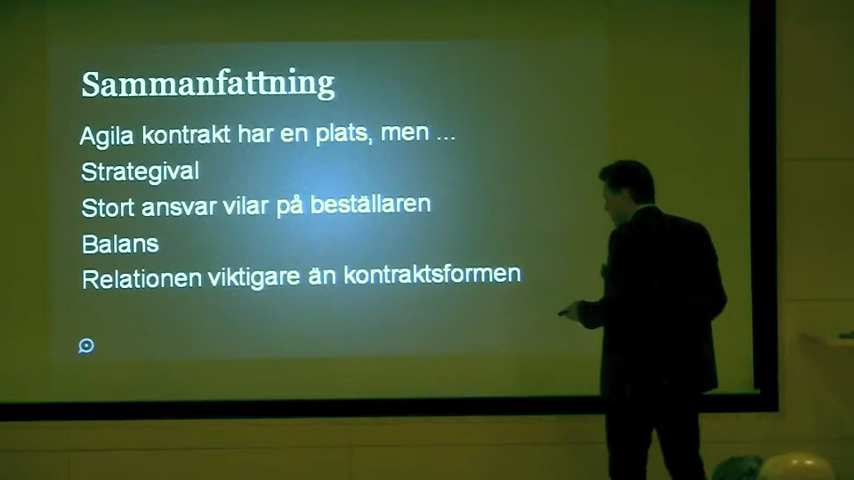 Sammanfattning
Agila kontrakt har en plats, men ...
Strategival
Stort ansvar vilar på beställaren
Balans
Relationen viktigare än kontraktsformen